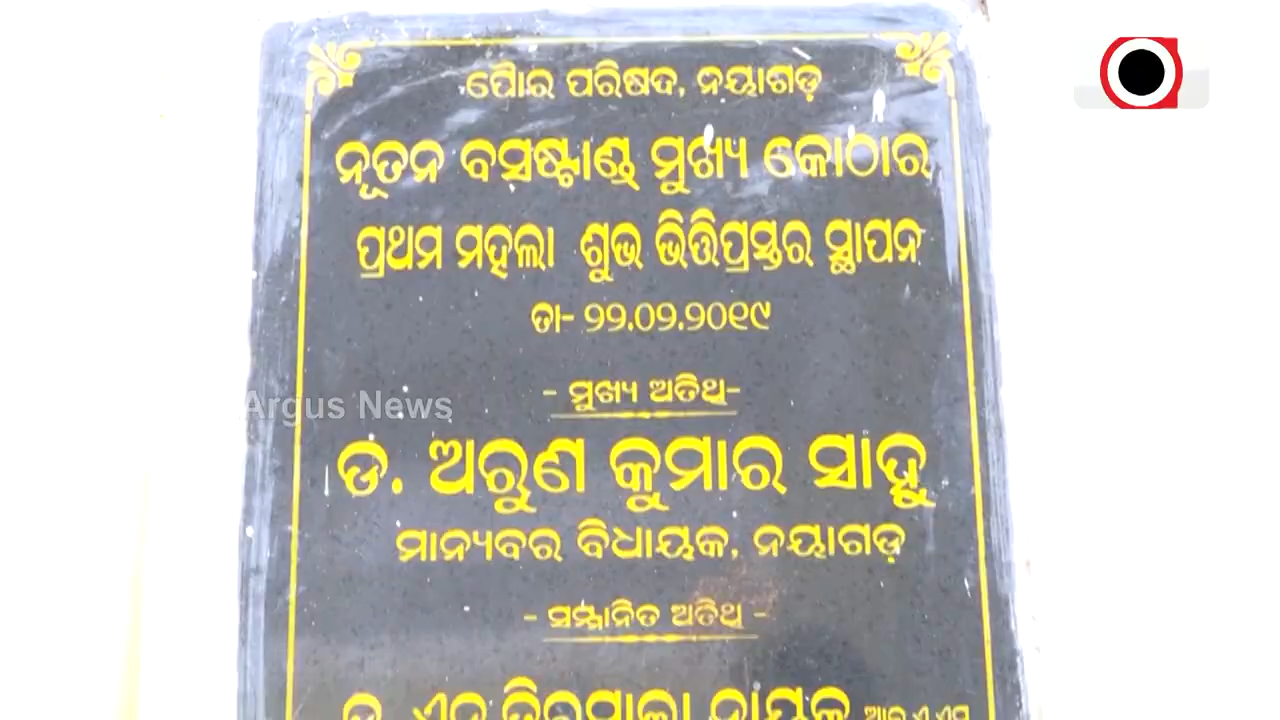 ପୌର ପରିଷଦ, ନୟାଗଡ଼
ନୂତନ ବସଷ୍ଟାଣ୍ଡ୍ ମୁଖ୍ୟ କୋଠାର
ପ୍ରଥମ ମହଲା ଶୁଭ ଭିତ୍ତିପ୍ରସ୍ତର ସ୍ଥାପନ
ତା- ୨୨.୦୨.୨୦୧୯
- ମୁଖ୍ୟ ଅତିଥି-
Argus News
ଡ. ଅରୁଣ କୁମାର ସାହୁ
ମାନ୍ୟବର ବିଧାୟକ, ନୟାଗଡ଼
- ସମ୍ମାନିତ ଅତିଥି -